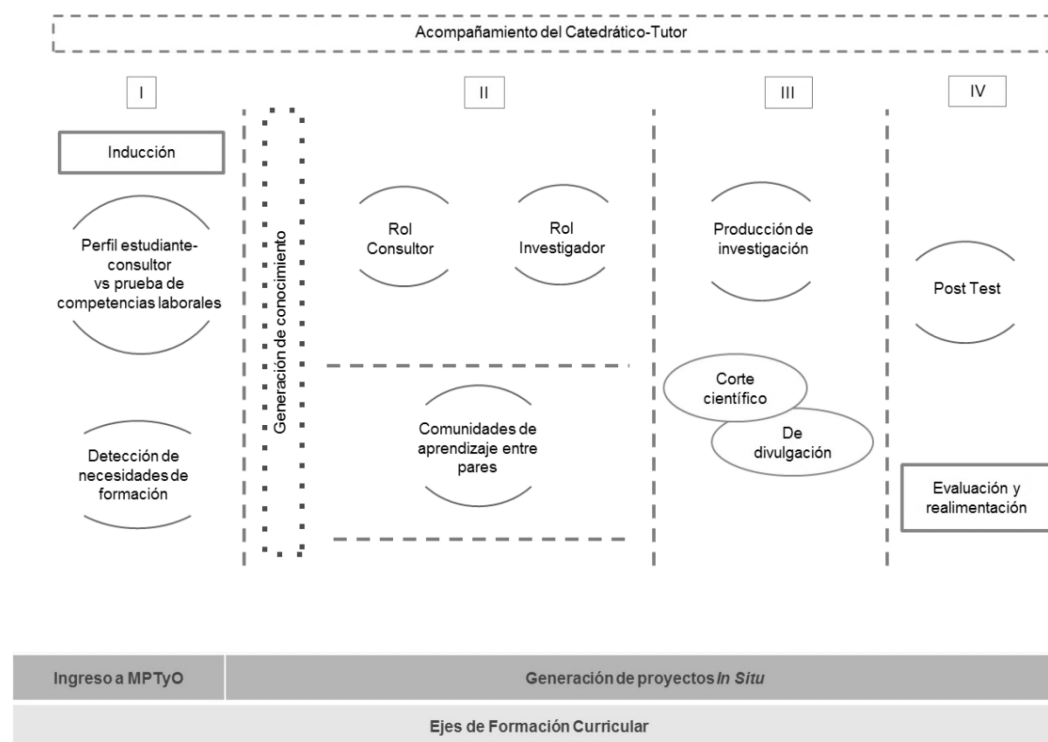 Acompañamiento del Catedrático-Tutor
I
II
III
IV
Inducción
Perfil estudiante-
consultor
vs prueba de
competencias laborales
Detección de
necesidades de
formación
Generación de conocimiento
Rol
Consultor
Rol
Investigador
Comunidades de
aprendizaje entre
pares
Producción de
investigación
Corte
científico
De
divulgación
Post Test
Evaluación y
realimentación
Ingreso a MPTyO
Generación de proyectos In Situ
Ejes de Formación Curricular